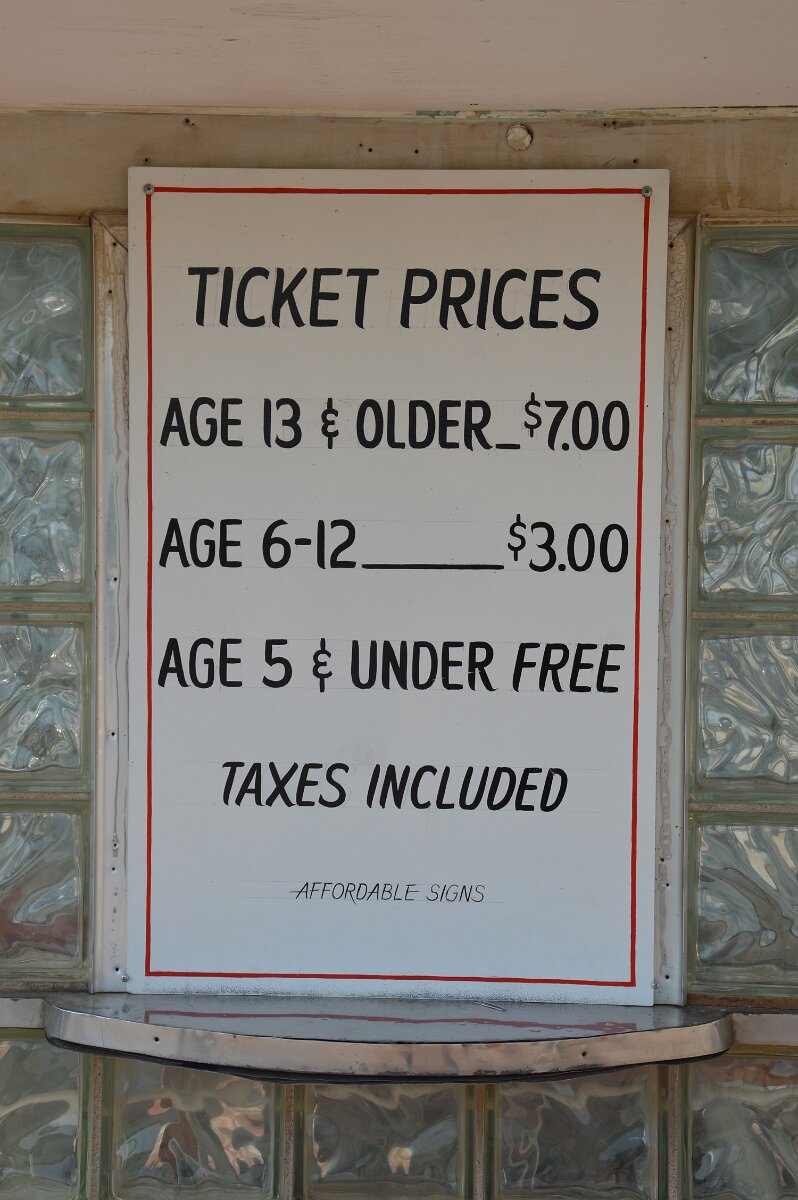 TICKET PRICES
AGE 13 & OLDER_$7.00
AGE 6-12______$3.00
AGE 5 & UNDER FREE
TAXES INCLUDED
AFFORDABLE SIGNS